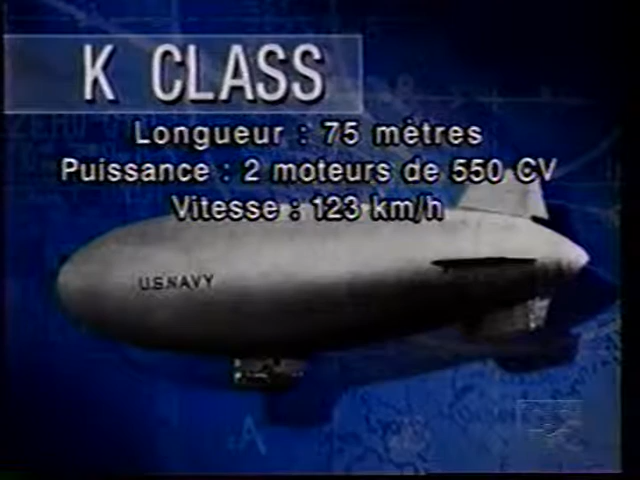 K CLASS
Longueur : 75 mètres
Puissance : 2 moteurs de 550 CV
Vitesse : 123 km/h
U.S.NAVY